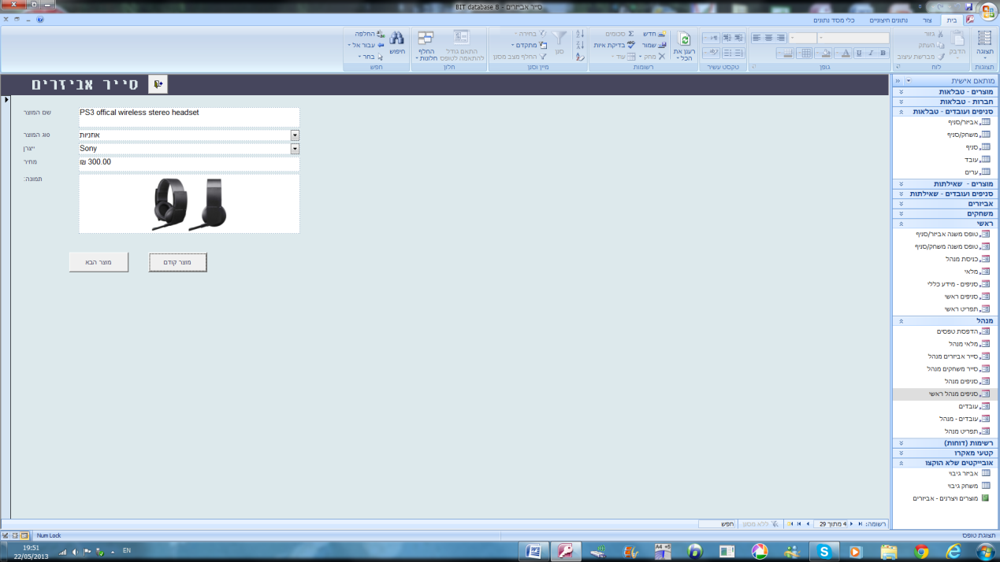 סייר אביזרים - BIT database 8
בית
צור
נתונים חיצוניים
כלי מסד נתונים
תצוגה
תצוגות
הדבק
גזור
העתק
מברשת עיצוב
לוח
גופן
טקסט עשיר
רענן את הכל
חדש
שמור
מחק
סכומים
בדיקת איות
עוד
רשומות
סנן
בחירה
מתקדם
החלף מצב מסנן
מיין וסנן
התאם גודל להתאמה לטופס
החלף חלונות
חלון
חיפוש
החלפה
עבור אל
בחר
חפש
סייר אביזרים
שם המוצר
PS3 offical wireless stereo headset
סוג המוצר
אוזניות
ייצרן
Sony
מחיר
₪ 300.00
תמונה:
מוצר קודם
מוצר הבא
מותאם אישית
מוצרים - טבלאות
חברות - טבלאות
סניפים ועובדים - טבלאות
אביזר/סניף
משחק/סניף
סניף
עובד
ערים
מוצרים - שאילתות
סניפים ועובדים - שאילתות
אביזרים
משחקים
ראשי
טופס משנה אביזר/סניף
טופס משנה משחק/סניף
כניסת מנהל
מלאי
סניפים - מידע כללי
סניפים ראשי
תפריט ראשי
מנהל
הדפסת טפסים
מלאי מנהל
סייר אביזרים מנהל
סייר משחקים מנהל
סניפים מנהל
סניפים מנהל ראשי
עובדים
עובדים - מנהל
תפריט מנהל
רשימות (דוחות)
קטעי מאקרו
אובייקטים שלא הוקצו
אביזר גיבוי
משחק גיבוי
מוצרים ויצרנים - אביזרים
רשומה: 4 מתוך 29 ללא מסנן חפש
תצוגת טופס
Num Lock
EN
19:51
22/05/2013